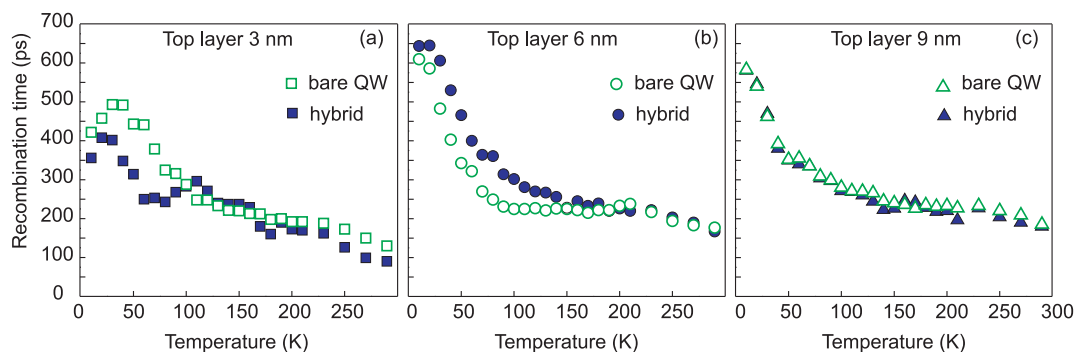 Recombination time (ps)
700
600
500
400
300
200
100
0
Top layer 3 nm
(a)
bare QW
hybrid
0 50 100 150 200 250
Temperature (K)
Top layer 6 nm
(b)
bare QW
hybrid
0 50 100 150 200 250
Temperature (K)
Top layer 9 nm
(c)
bare QW
hybrid
0 50 100 150 200 250 300
Temperature (K)